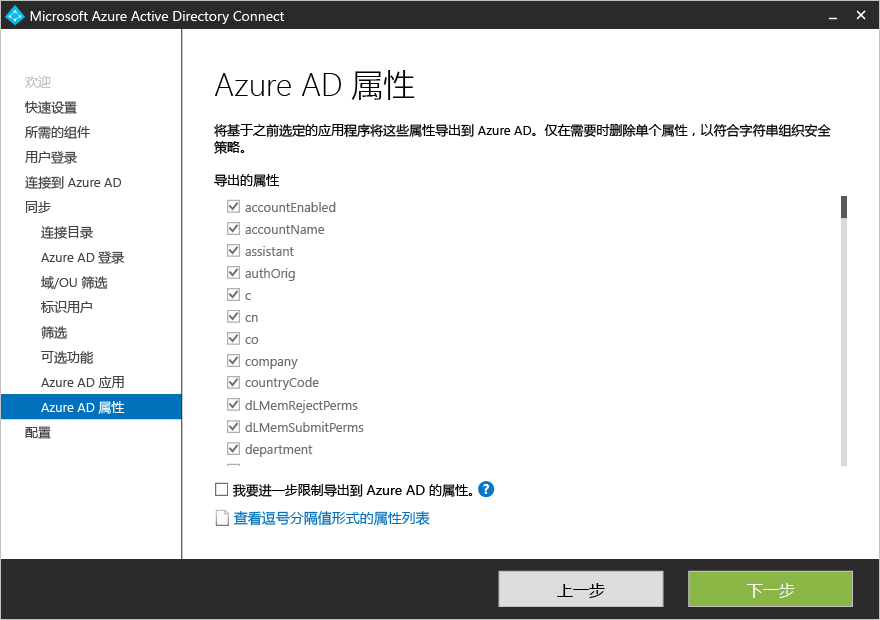 Microsoft Azure Active Directory Connect
欢迎
快速设置
所需的组件
用户登录
连接到 Azure AD
同步
连接目录
Azure AD 登录
域/OU 筛选
标识用户
筛选
可选功能
Azure AD 应用
Azure AD 属性
配置
Azure AD 属性
将基于之前选定的应用程序将这些属性导出到 Azure AD。仅在需要时删除单个属性，以符合字符串组织安全
策略。
导出的属性
accountEnabled
accountName
assistant
authOrig
c
cn
co
company
countryCode
dLMemRejectPerms
dLMemSubmitPerms
department
我要进一步限制导出到 Azure AD 的属性。 ?
查看逗号分隔值形式的属性列表
上一步
下一步